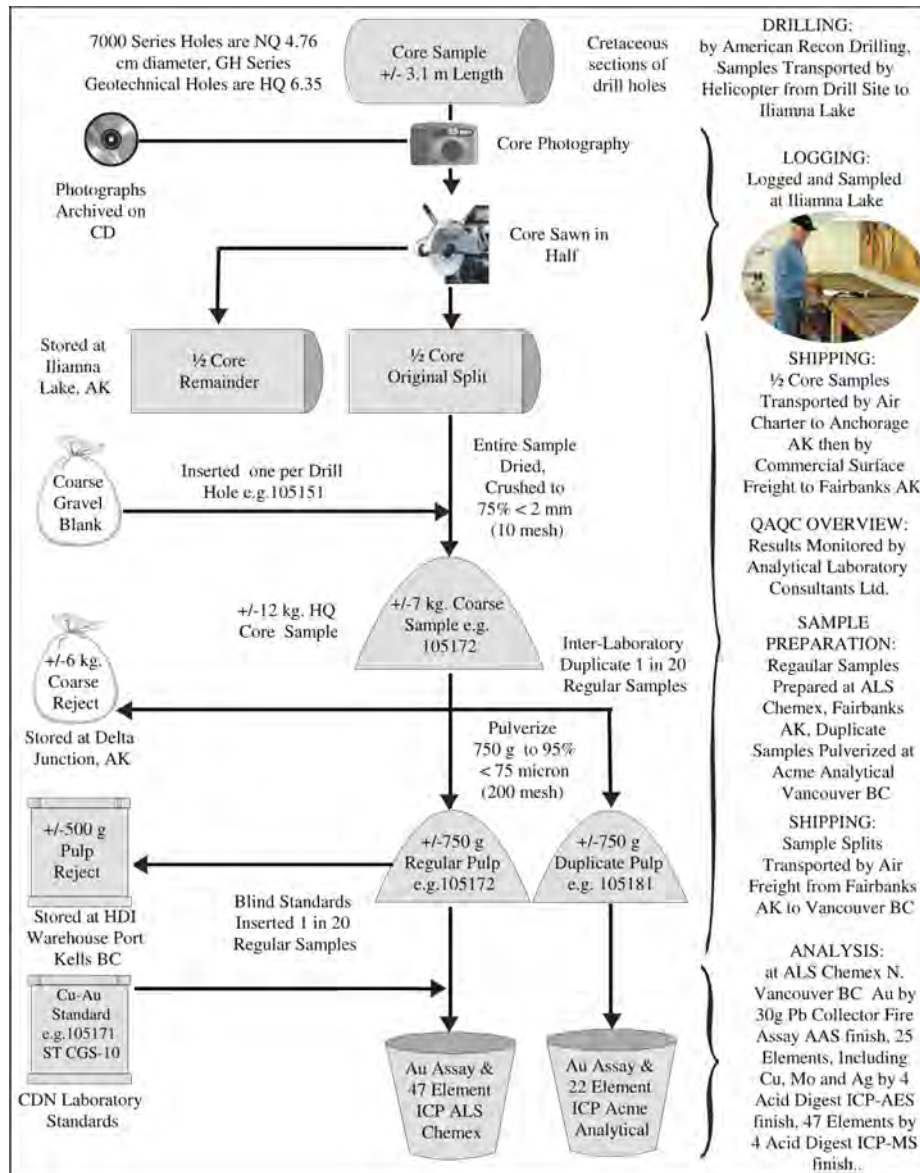 7000 Series Holes are NQ 4.76
cm diameter, GH Series
Geotechnical Holes are HQ 6.35
Core Sample
+/- 3.1 m Length
Cretaceous
sections of
drill holes
DRILLING:
by American Recon Drilling,
Samples Transported by
Helicopter from Drill Site to
Iliamna Lake
Core Photography
Photographs
Archived on
CD
LOGGING:
Logged and Sampled
at Iliamna Lake
Core Sawn in
Half
Stored at
Iliamna
Lake, AK
½ Core
Remainder
½ Core
Original Split
SHIPPING:
½ Core Samples
Transported by Air
Charter to Anchorage
AK then by
Commercial Surface
Freight to Fairbanks AK
Coarse
Gravel
Blank
Inserted one per Drill
Hole e.g.105151
Entire Sample
Dried,
Crushed to
75% < 2 mm
(10 mesh)
QAQC OVERVIEW:
Results Monitored by
Analytical Laboratory
Consultants Ltd.
+/-12 kg. HQ
Core Sample
+/-7 kg. Coarse
Sample e.g.
105172
Inter-Laboratory
Duplicate 1 in 20
Regular Samples
+/-6 kg.
Coarse
Reject
Stored at Delta
Junction, AK
SAMPLE
PREPARATION:
Regaular Samples
Prepared at ALS
Chemex, Fairbanks
AK, Duplicate
Samples Pulverized at
Acme Analytical
Vancouver BC
Pulverize
750 g to 95%
< 75 micron
(200 mesh)
+/-500 g
Pulp
Reject
Stored at HDI
Warehouse Port
Kells BC
+/-750 g
Regular Pulp
e.g.105172
+/-750 g
Duplicate Pulp
e.g. 105181
SHIPPING:
Sample Splits
Transported by Air
Freight from Fairbanks
AK to Vancouver BC
Blind Standards
Inserted 1 in 20
Regular Samples
Cu-Au
Standard
e.g.105171
ST CGS-10
CDN Laboratory
Standards
Au Assay &
47 Element
ICP ALS
Chemex
Au Assay &
22 Element
ICP Acme
Analytical
ANALYSIS:
at ALS Chemex N.
Vancouver BC Au by
30g Pb Collector Fire
Assay AAS finish, 25
Elements, Including
Cu, Mo and Ag by 4
Acid Digest ICP-AES
finish, 47 Elements by
4 Acid Digest ICP-MS
finish..